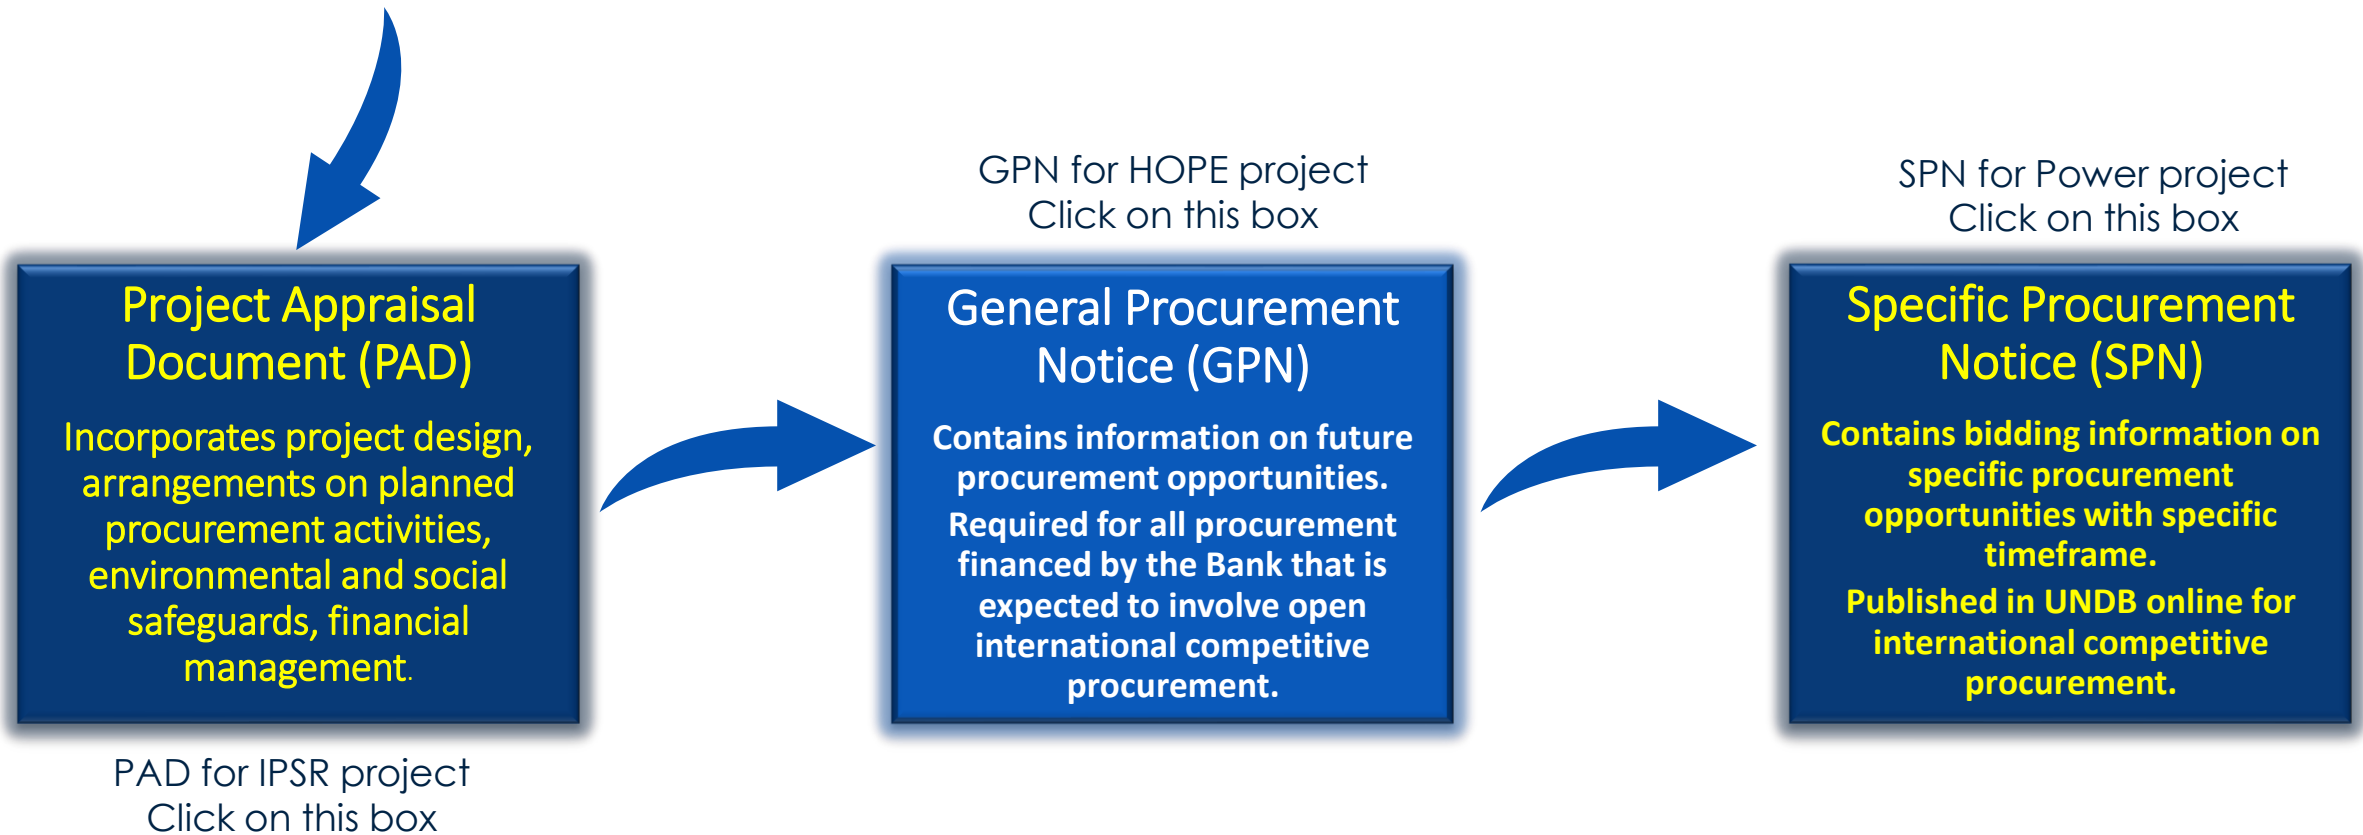 Project Appraisal
Document (PAD)
Incorporates project design,
arrangements on planned
procurement activities,
environmental and social
safeguards, financial
management.
PAD for IPSR project
Click on this box
GPN for HOPE project
Click on this box
General Procurement
Notice (GPN)
Contains information on future
procurement opportunities.
Required for all procurement
financed by the Bank that is
expected to involve open
international competitive
procurement.
SPN for Power project
Click on this box
Specific Procurement
Notice (SPN)
Contains bidding information on
specific procurement
opportunities with specific
timeframe.
Published in UNDB online for
international competitive
procurement.